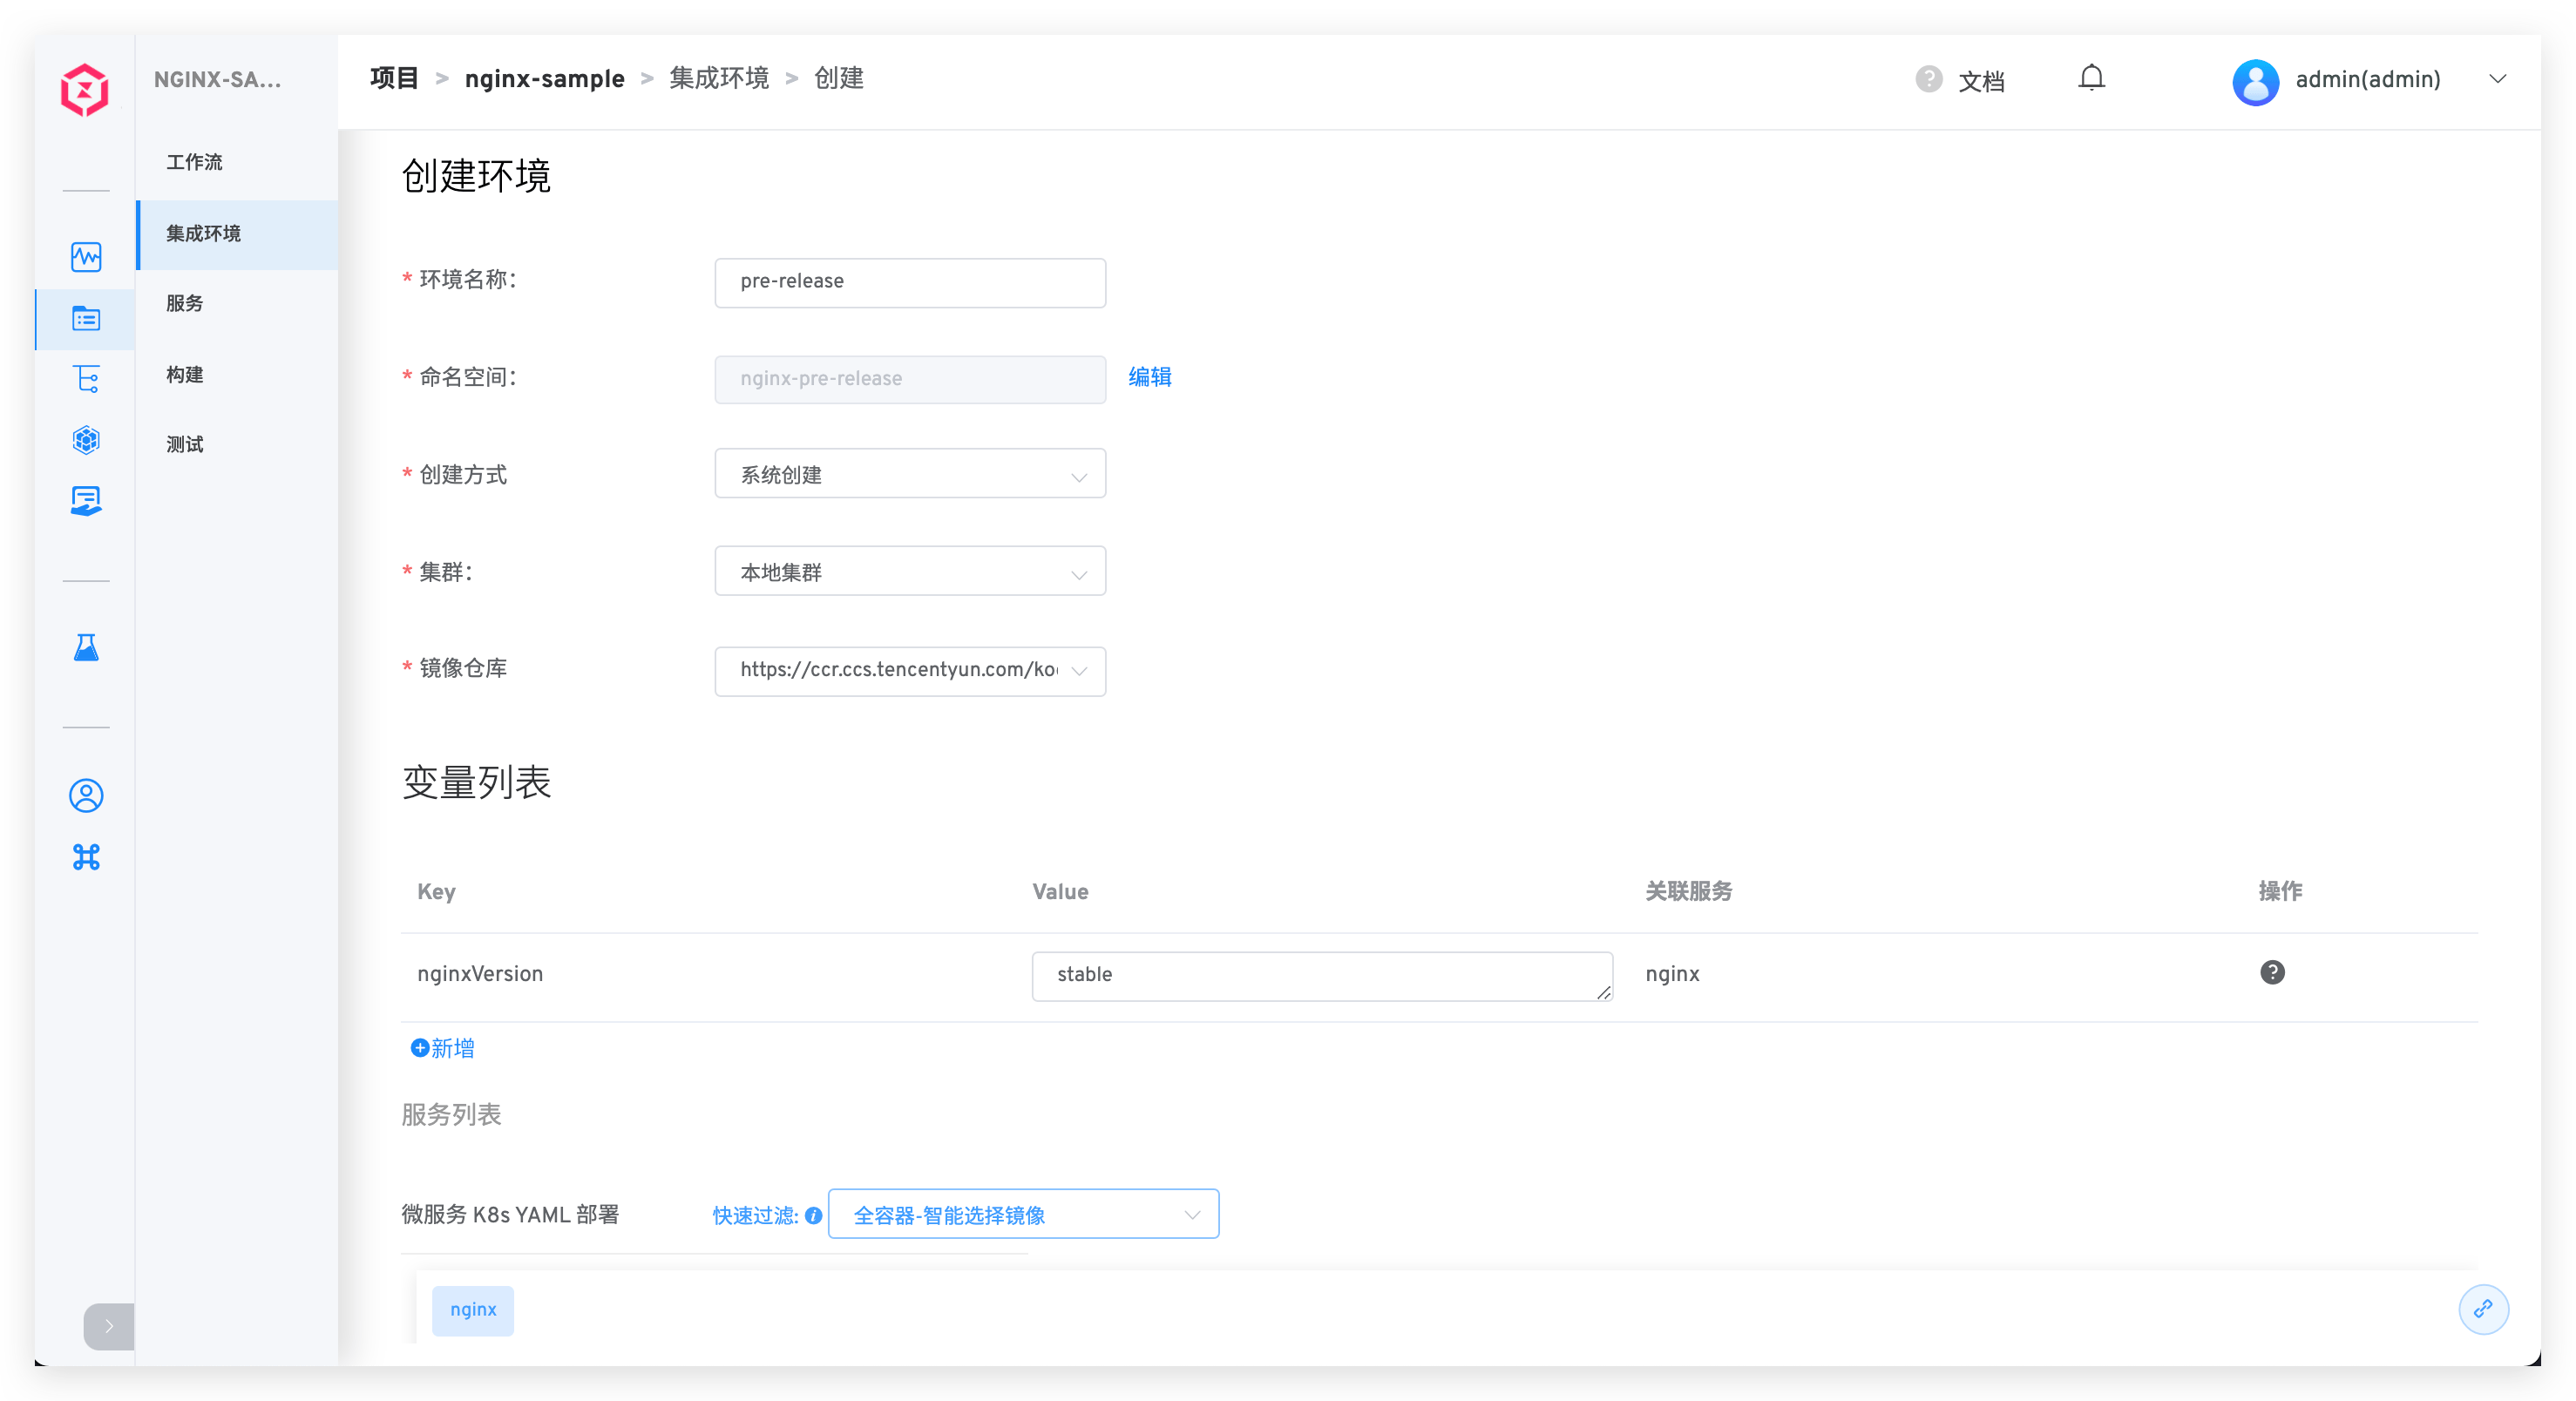 NGINX-SA...
工作流
集成环境
服务
构建
测试
项目 > nginx-sample > 集成环境 > 创建
? 文档
admin(admin)
创建环境
* 环境名称：
pre-release
* 命名空间：
nginx-pre-release
编辑
* 创建方式
系统创建
* 集群：
本地集群
* 镜像仓库
https://ccr.ccs.tencentyun.com/ko
变量列表
Key Value 关联服务 操作
nginxVersion stable nginx ?
新增
服务列表
微服务 K8s YAML 部署
快速过滤: 全容器-智能选择镜像
nginx